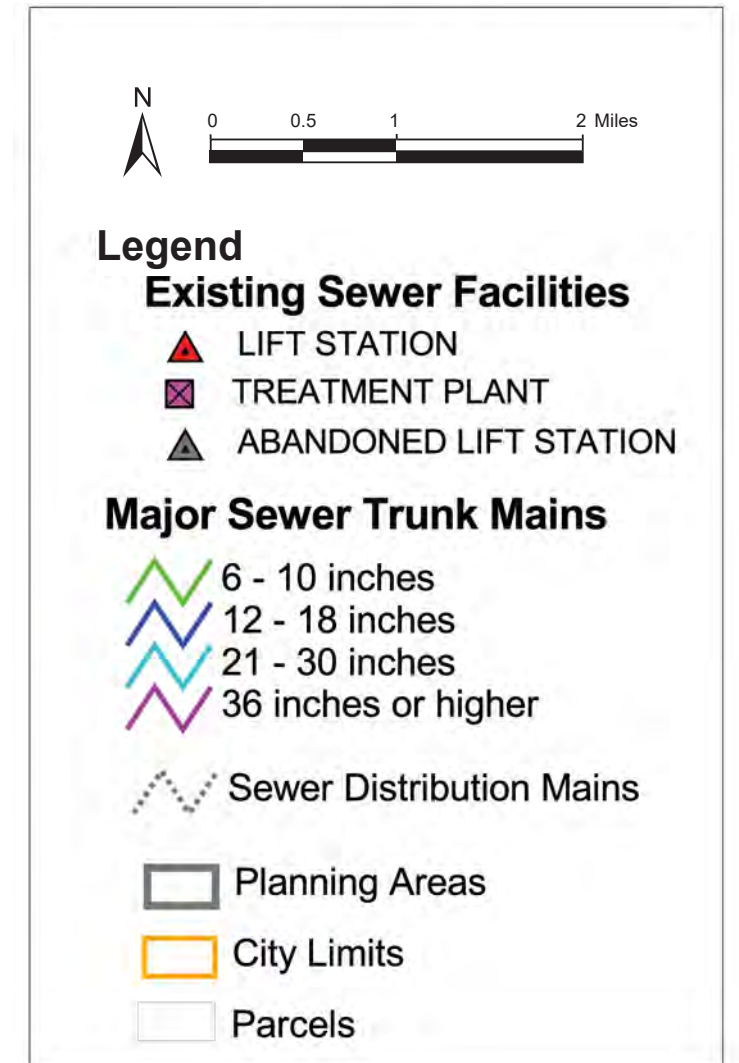 N
0 0.5 1 2 Miles
Legend
Existing Sewer Facilities
LIFT STATION
TREATMENT PLANT
ABANDONED LIFT STATION
Major Sewer Trunk Mains
6 - 10 inches
12 - 18 inches
21 - 30 inches
36 inches or higher
Sewer Distribution Mains
Planning Areas
City Limits
Parcels